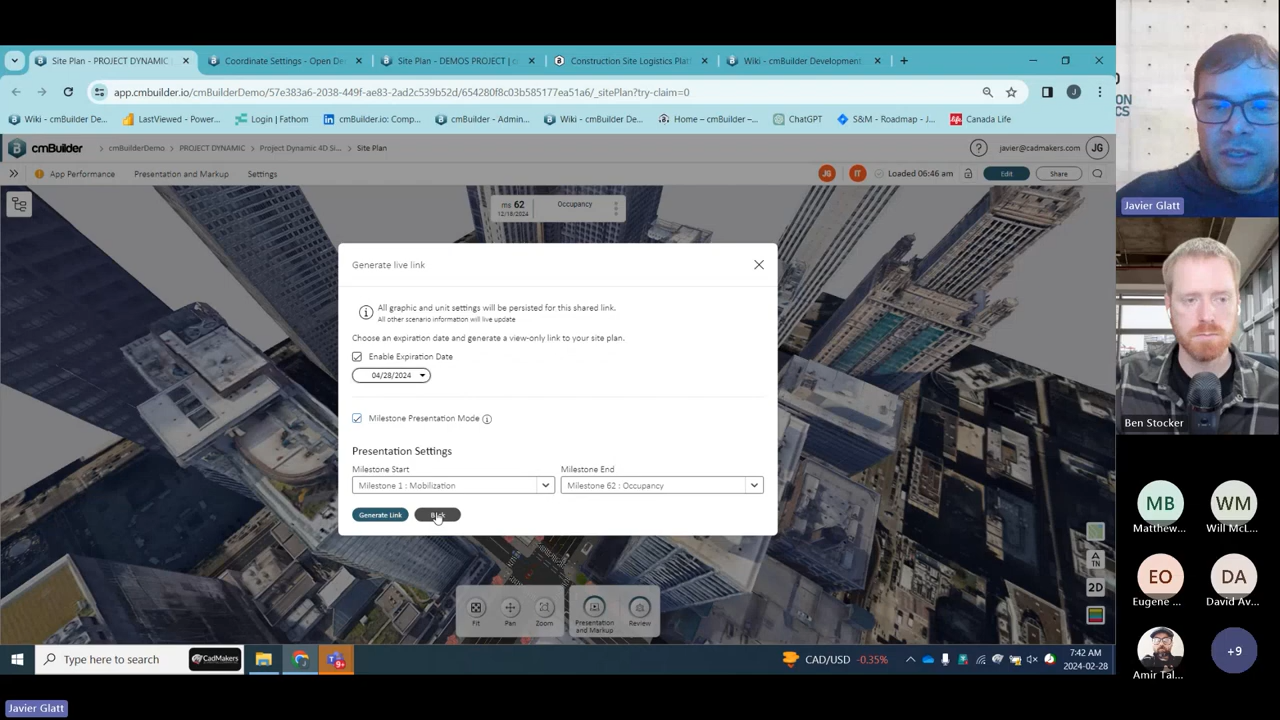 Site Plan - PROJECT DYNAMIC
Coordinate Settings - Open De
Site Plan - DEMOS PROJECT | c
Construction Site Logistics Plat
Wiki - cmBuilder Development
app.cmbuilder.io/cmBuilderDemo/57e383a6-2038-449f-ae83-2ad2c539b52d/654280f8c03b585177ea51a6/_sitePlan?try-claim=0
Wiki - cmBuilder De...
LastViewed - Power...
Login | Fathom
cmBuilder.io: Comp...
cmBuilder - Admin...
Wiki - cmBuilder De...
Home – cmBuilder –...
ChatGPT
S&M - Roadmap - J...
Canada Life
cmBuilder
cmBuilderDemo
PROJECT DYNAMIC
Project Dynamic 4D Si...
Site Plan
javier@cadmakers.com
JG
App Performance
Presentation and Markup
Settings
JG
IT
Loaded 06:46 am
Edit
Share
ms 62
12/18/2024
Occupancy
Generate live link
All graphic and unit settings will be persisted for this shared link.
All other scenario information will live update
Choose an expiration date and generate a view-only link to your site plan.
Enable Expiration Date
04/28/2024
Milestone Presentation Mode
Presentation Settings
Milestone Start
Milestone End
Milestone 1 : Mobilization
Milestone 62 : Occupancy
Generate Link
Back
Fit
Pan
Zoom
Presentation
and Markup
Review
TN
2D
Type here to search
CadMakers
9+
CAD/USD -0.35%
7:42 AM
2024-02-28
Javier Glatt
Javier Glatt
Ben Stocker
MB
Matthew...
WM
Will McL...
EO
Eugene ...
DA
David Av...
Amir Tal...
+9